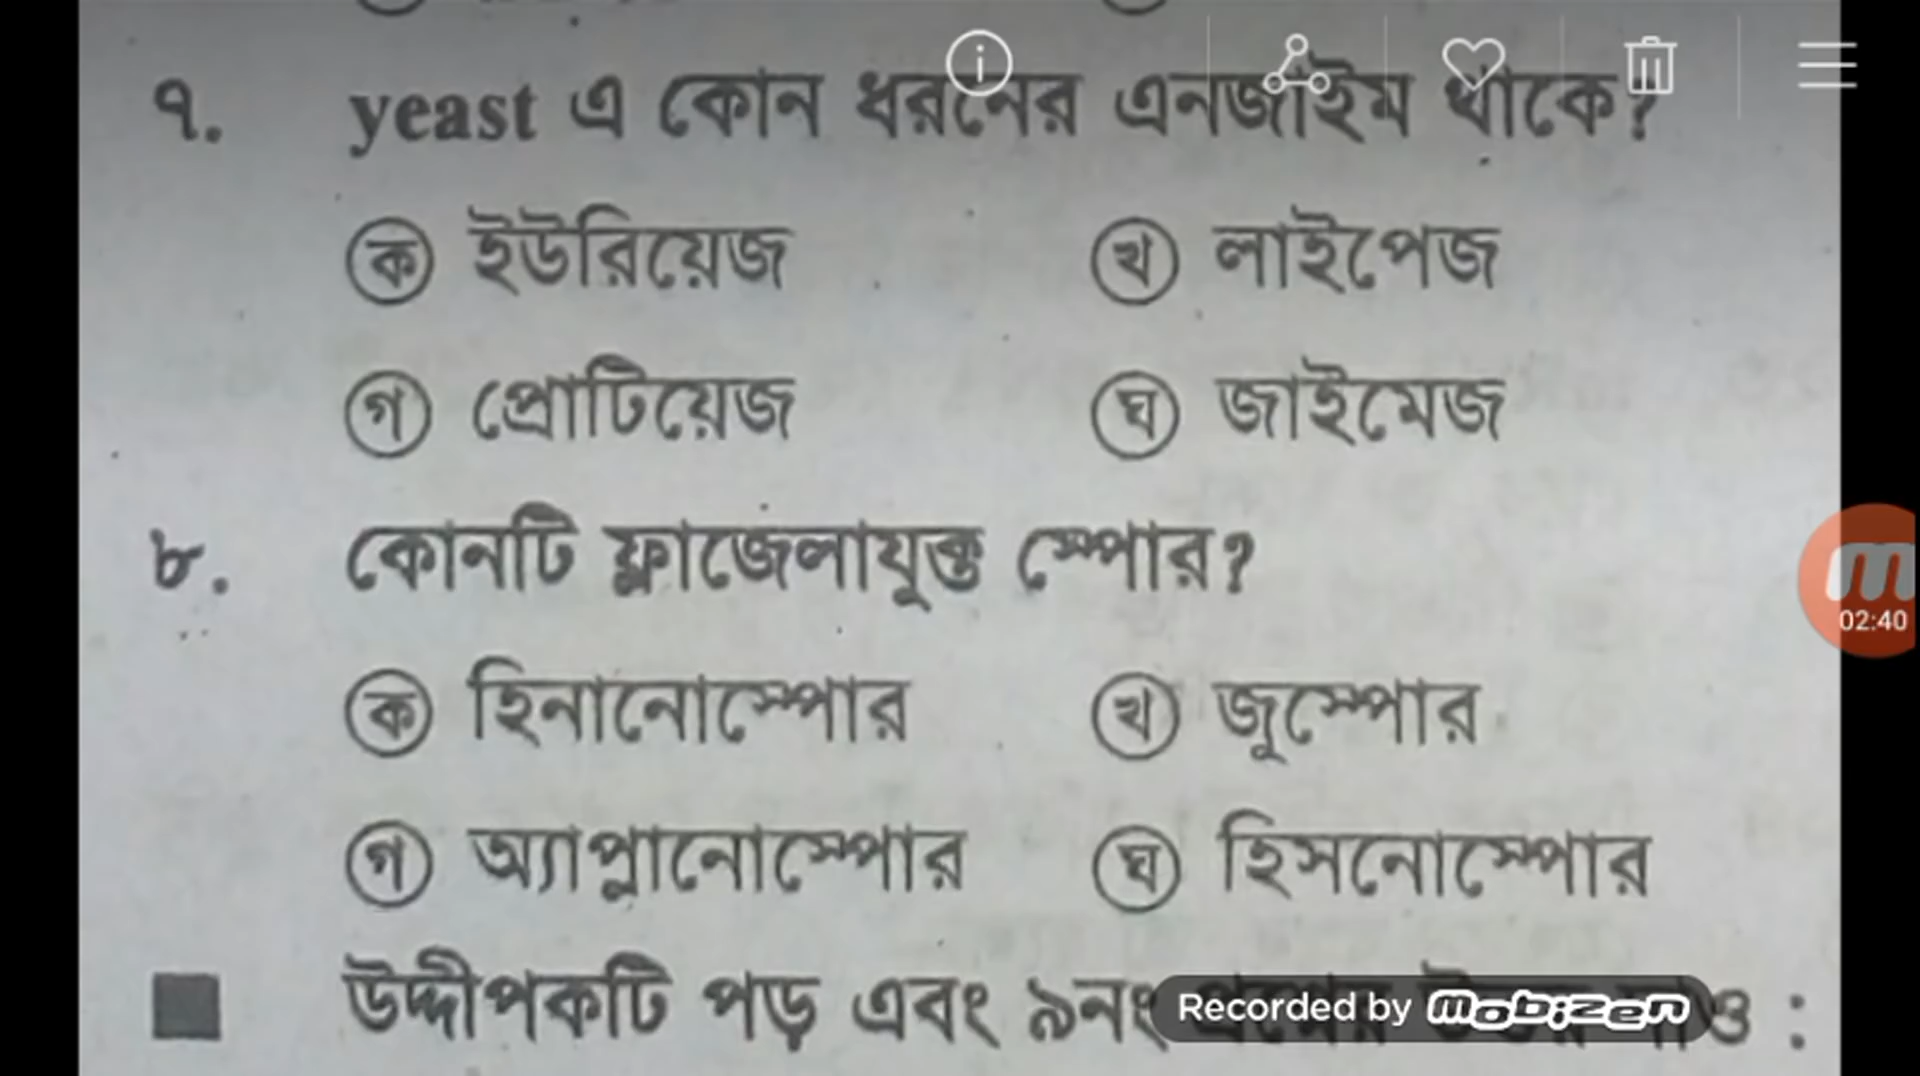 ৭. yeast এ কোন ধরনের এনজাইম থাকে?
ক ইউরিয়েজ খ লাইপেজ
গ প্রোটিয়েজ ঘ জাইমেজ
৮. কোনটি ফ্লাজেলাযুক্ত স্পোর?
ক হিনানোস্পোর খ জুস্পোর
গ অ্যাপ্লানোস্পোর ঘ হিসনোস্পোর
উদ্দীপকটি পড় এবং ৯নং
02:40
Recorded by mobizen